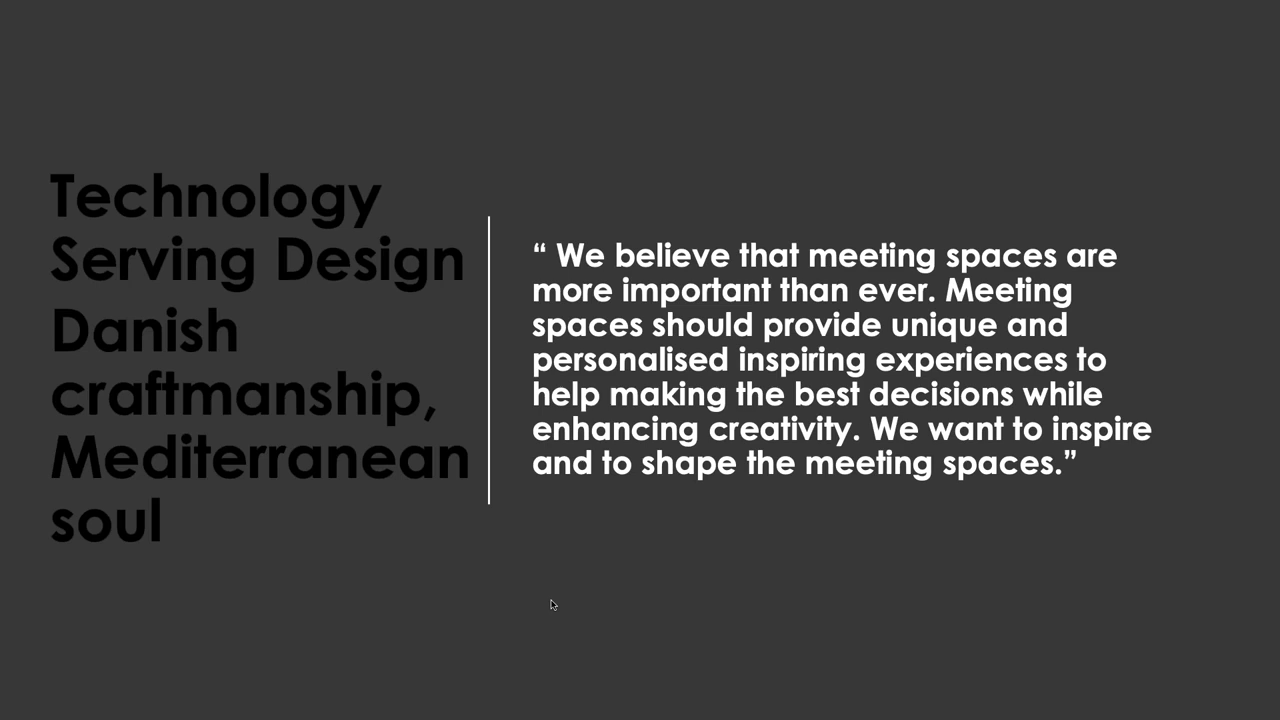 Technology
Serving Design
Danish
craftmanship,
Mediterranean
soul
“ We believe that meeting spaces are
more important than ever. Meeting
spaces should provide unique and
personalised inspiring experiences to
help making the best decisions while
enhancing creativity. We want to inspire
and to shape the meeting spaces.”